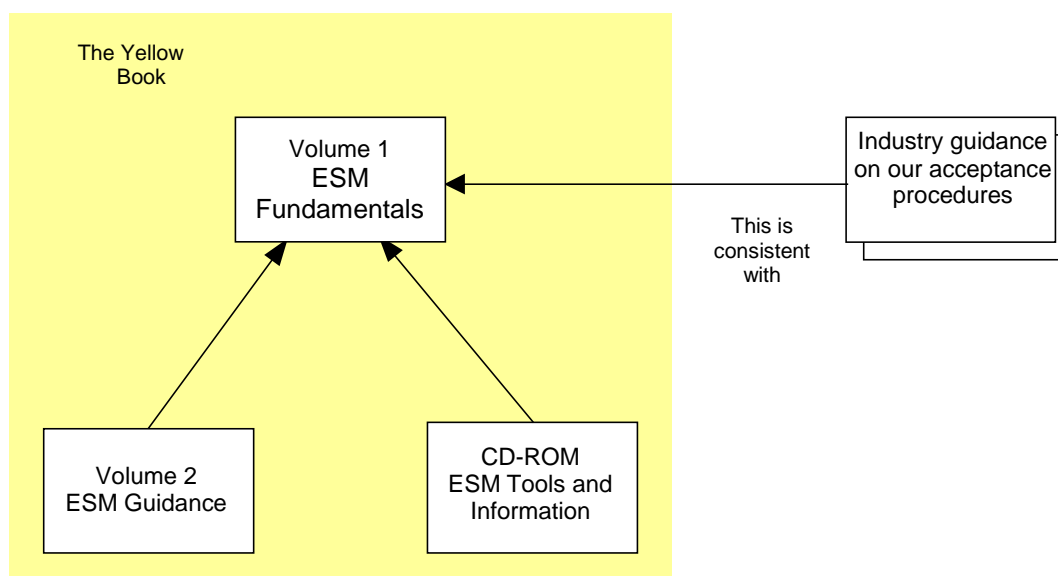 The Yellow
Book
Volume 1
ESM
Fundamentals
Industry guidance
on our acceptance
procedures
This is
consistent
with
Volume 2
ESM Guidance
CD-ROM
ESM Tools and
Information